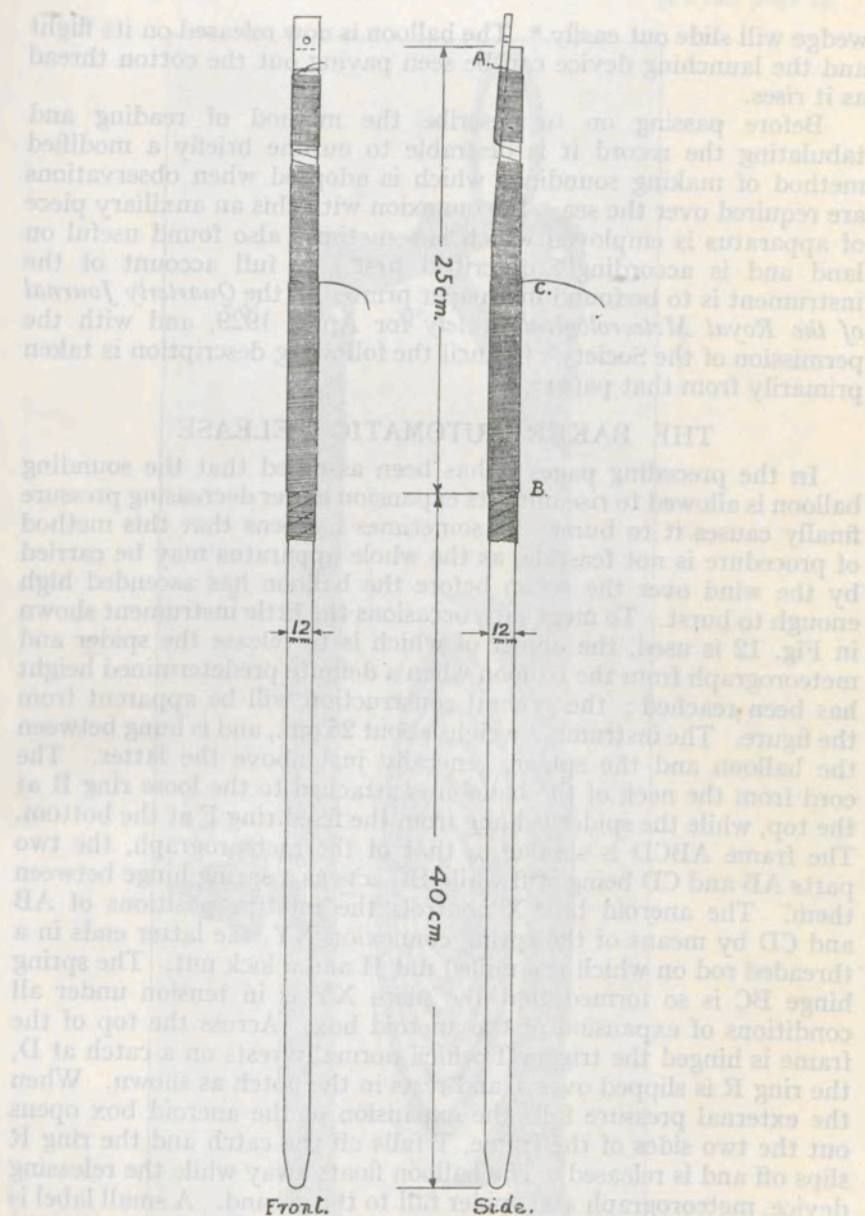 wedge will slide out easily.* The balloon is now released on its flight
A.
and the launching device can be seen paying out the cotton thread
as it rises.
Before passing on to describe the method of reading and
tabulating the record it is desirable to outline briefly a modified
method of making soundings which is adopted when observations
are required over the sea. In connexion with this an auxiliary piece
of apparatus is employed which is sometimes also found useful on
25 cm
C.
land and is accordingly described first. A full account of the
instrument is to be found in a paper printed in the Quarterly Journal
of the Royal Meteorological Society for April, 1929, and with the
permission of the Society's Council the following description is taken
primarily from that paper:
THE BAKER AUTOMATIC RELEASE
In the preceding pages it has been assumed that the sounding
B.
balloon is allowed to rise until its expansion under decreasing pressure
finally causes it to burst. It sometimes happens that this method
of procedure is not feasible, as the whole apparatus may be carried
by the wind over the ocean before the balloon has ascended high
enough to burst. To meet such occasions the little instrument shown
12 mm 12 mm
in Fig. 12 is used, the object of which is to release the spider and
meteorograph from the balloon when a definite predetermined height
has been reached; the general construction will be apparent from
the figure. The instrument weighs about 25 gm, and is hung between
the balloon and the spider, generally just above the latter. The
cord from the neck of the balloon is attached to the loose ring R at
the top, while the spider is hung from the fixed ring E at the bottom.
40 cm.
The frame ABCD is similar to that of the meteorograph, the two
parts AB and CD being stiff while BC acts as a spring hinge between
them. The aneroid box X controls the relative positions of AB
and CD by means of the spring connexion XY, the latter ends in a
threaded rod on which is a milled nut H and a lock nut. The spring
hinge BC is so formed that the piece XY is in tension under all
conditions of expansion of the aneroid box. Across the top of the
frame is hinged the trigger T which normally rests on a catch at D,
the ring R is slipped over T and rests in the notch as shown. When
the external pressure falls the expansion of the aneroid box opens
out the two sides of the frame, T falls off the catch and the ring R
slips off and is released. The balloon floats away while the releasing
device, meteorograph and spider fall to the ground. A small label is
Front. Side.